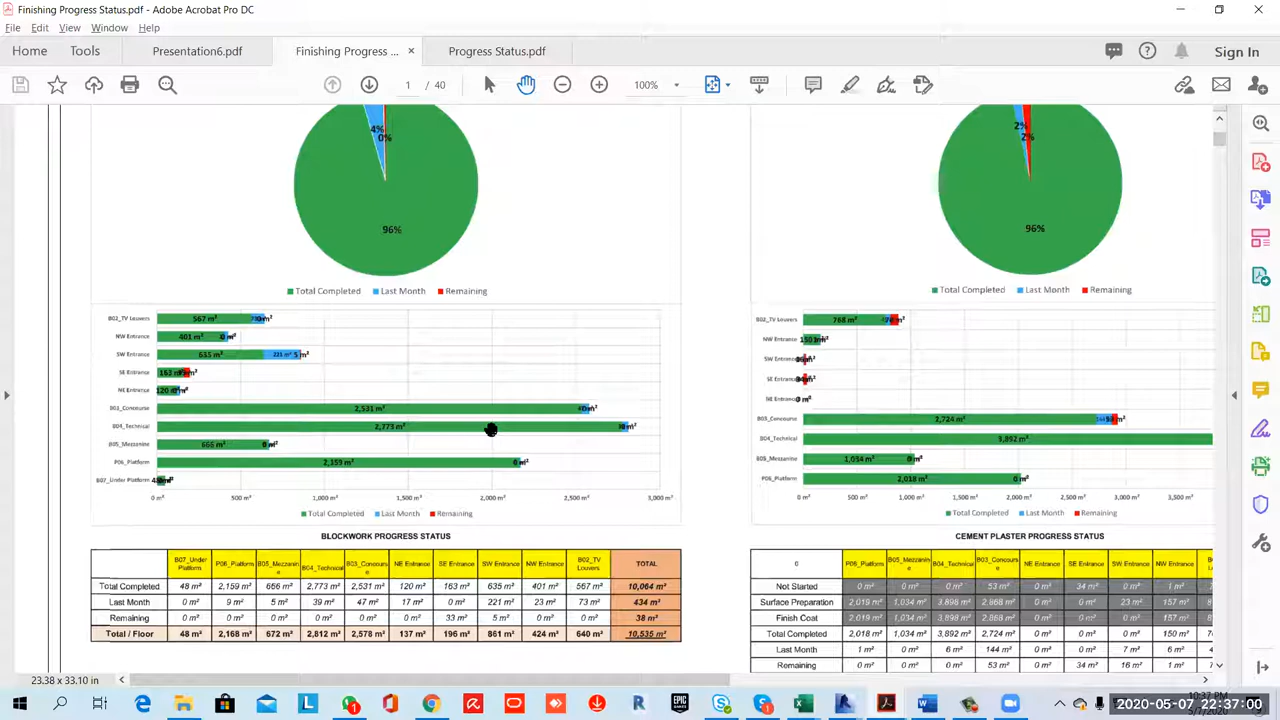 Finishing Progress Status.pdf - Adobe Acrobat Pro DC
File Edit View Window Help
Home Tools Presentation6.pdf Finishing Progress ... × Progress Status.pdf Sign In
1 / 40 100%
4% 0% 2% 2%
96% 96%
Total Completed Last Month Remaining
Total Completed Last Month Remaining
B02_TV Louvers 567 m²
NW Entrance 401 m² 0 m²
SW Entrance 635 m² 221 m² 5 m²
SE Entrance 163 m²
NE Entrance 120 m²
B03_Concourse 2,531 m²
B04_Technical 2,773 m²
B05_Mezzanine 666 m² 0 m²
P06_Platform 2,159 m² 0 m²
B07_Under Platform
0 m² 500 m² 1,000 m² 1,500 m² 2,000 m² 2,500 m² 3,000 m²
Total Completed Last Month Remaining
B02_TV Louvers 768 m²
NW Entrance
SW Entrance
SE Entrance
NE Entrance 0 m²
B03_Concourse 2,724 m²
B04_Technical 3,892 m²
B05_Mezzanine 1,034 m² 0 m²
P06_Platform 2,018 m² 0 m²
0 m² 500 m² 1,000 m² 1,500 m² 2,000 m² 2,500 m² 3,000 m² 3,500 m²
Total Completed Last Month Remaining
BLOCKWORK PROGRESS STATUS
B07_Under Platform P06_Platform B05_Mezzanine B04_Technical B03_Concourse NE Entrance SE Entrance SW Entrance NW Entrance B02_TV Louvers TOTAL
Total Completed 48 m² 2,159 m² 666 m² 2,773 m² 2,531 m² 120 m² 163 m² 635 m² 401 m² 567 m² 10,064 m²
Last Month 0 m² 9 m² 5 m² 39 m² 47 m² 17 m² 0 m² 221 m² 23 m² 73 m² 434 m²
Remaining 0 m² 0 m² 0 m² 0 m² 0 m² 0 m² 33 m² 5 m² 0 m² 0 m² 38 m²
Total / Floor 48 m² 2,168 m² 672 m² 2,812 m² 2,578 m² 137 m² 196 m² 861 m² 424 m² 640 m² 10,535 m²
CEMENT PLASTER PROGRESS STATUS
0 P06_Platform B05_Mezzanine B04_Technical B03_Concourse NE Entrance SE Entrance SW Entrance NW Entrance
Not Started 0 m² 0 m² 0 m² 53 m² 0 m² 34 m² 0 m² 1 m²
Surface Preparation 2,019 m² 1,034 m² 3,898 m² 2,868 m² 0 m² 0 m² 23 m² 157 m²
Finish Coat 2,019 m² 1,034 m² 3,898 m² 2,868 m² 0 m² 0 m² 0 m² 157 m²
Total Completed 2,018 m² 1,034 m² 3,892 m² 2,724 m² 0 m² 0 m² 0 m² 150 m²
Last Month 1 m² 0 m² 6 m² 144 m² 0 m² 0 m² 7 m² 6 m²
Remaining 0 m² 0 m² 0 m² 53 m² 0 m² 34 m² 16 m² 1 m²
23.38 x 33.10 in
2020-05-07 22:37:00